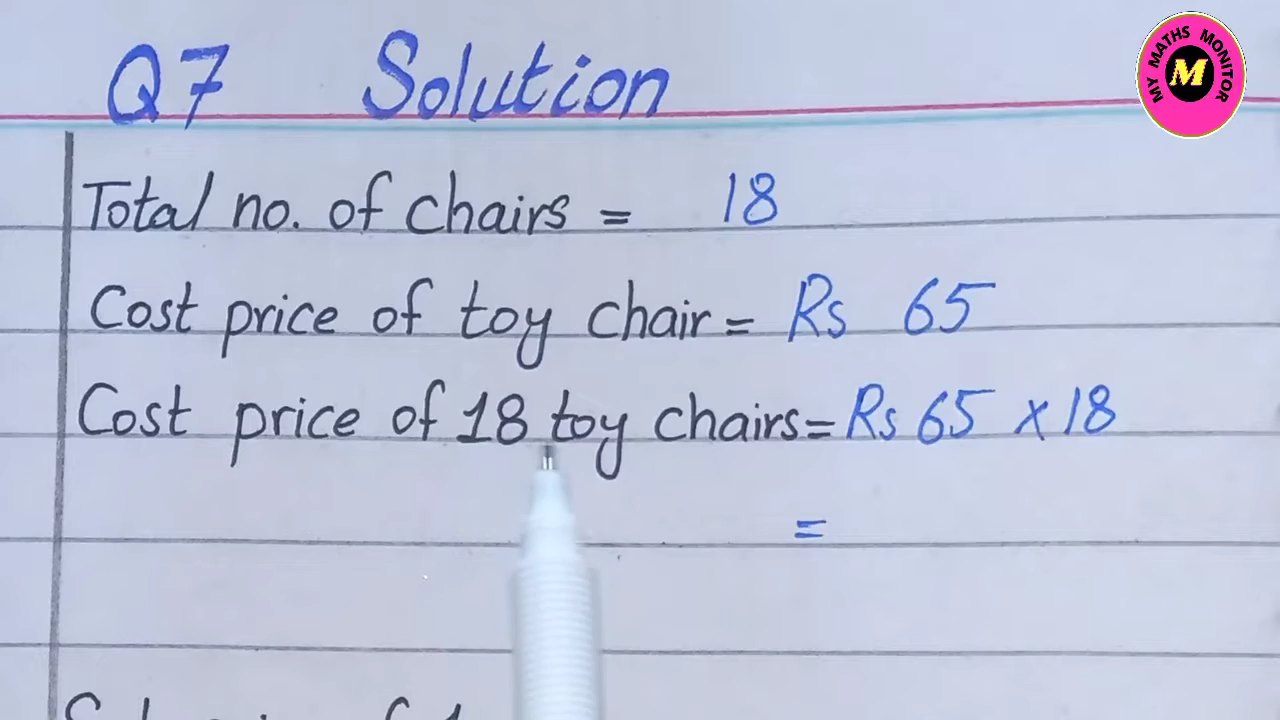 Q7 Solution
MY MATHS MONITOR
M
Total no. of chairs = 18
Cost price of toy chair = Rs 65
Cost price of 18 toy chairs = Rs 65 × 18
=